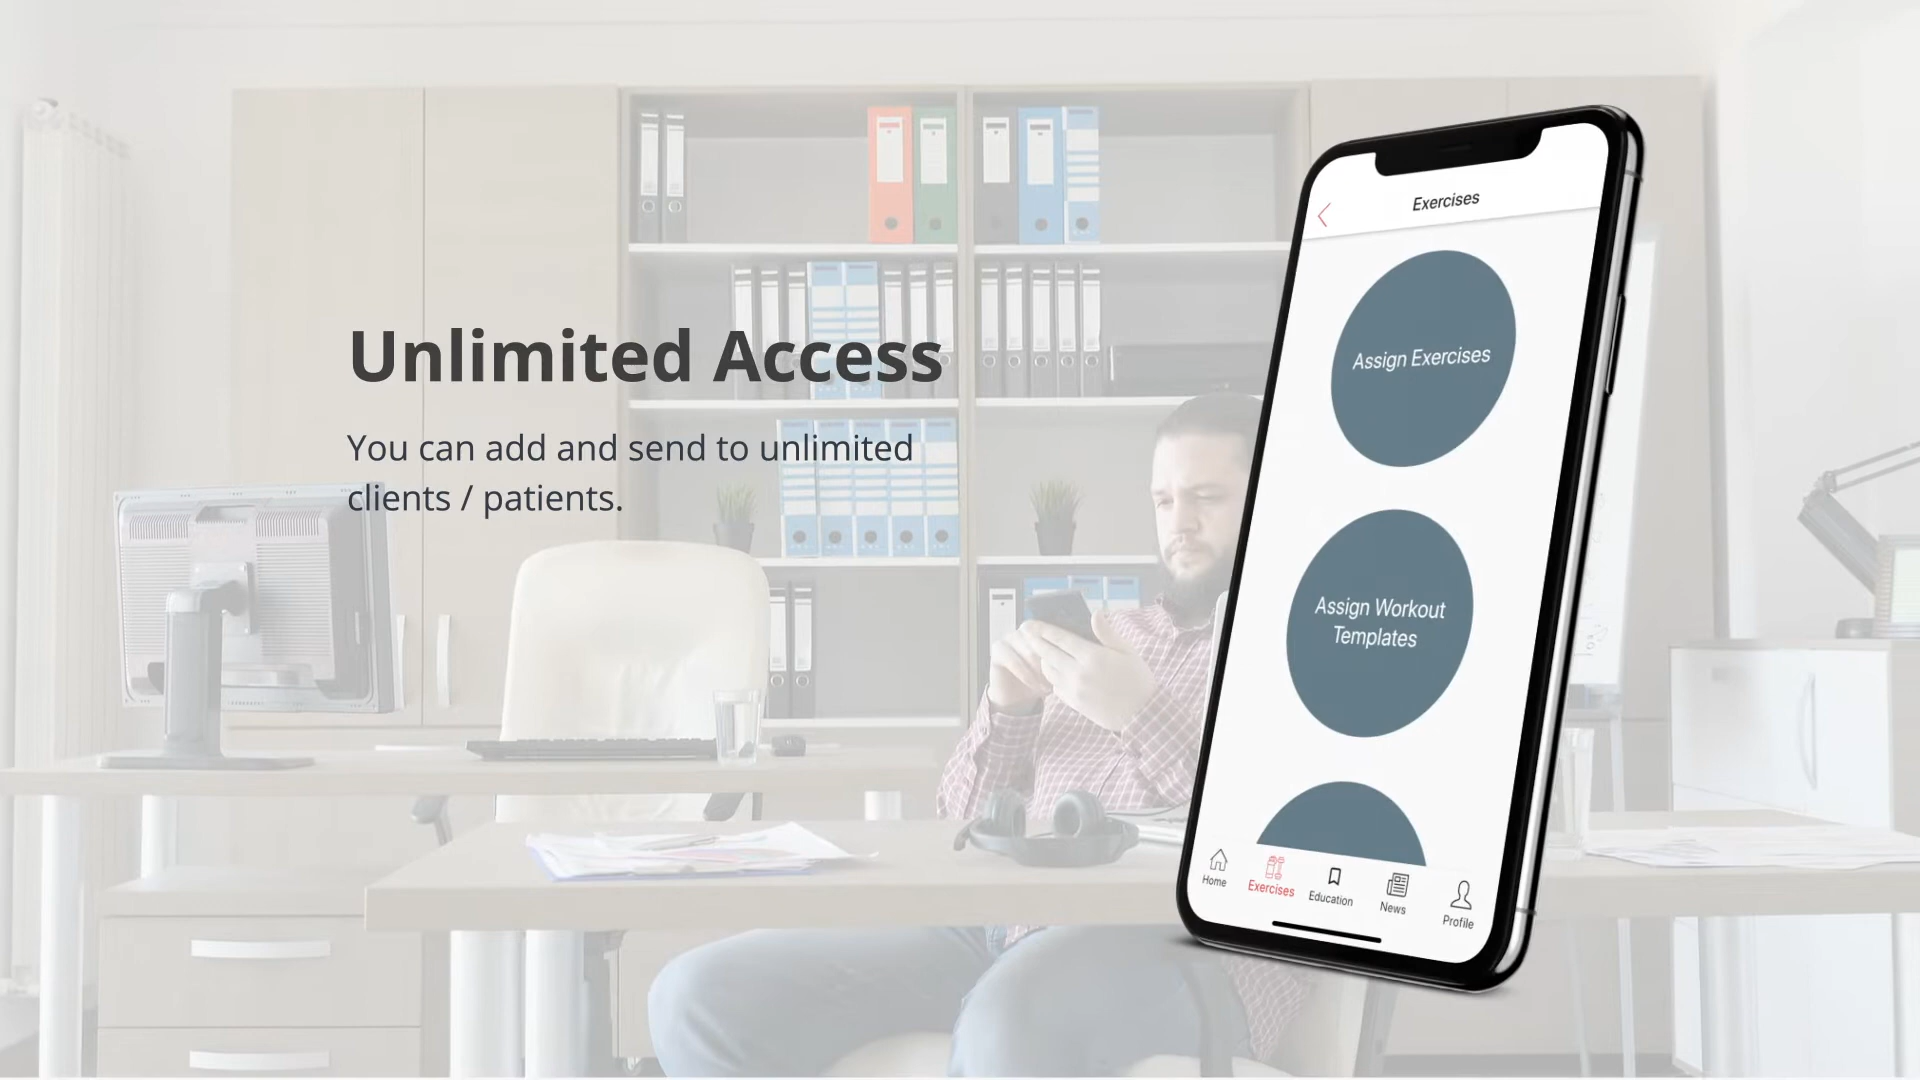 Unlimited Access
You can add and send to unlimited
clients / patients.
Exercises
Assign Exercises
Assign Workout
Templates
Home
Exercises
Education
News
Profile